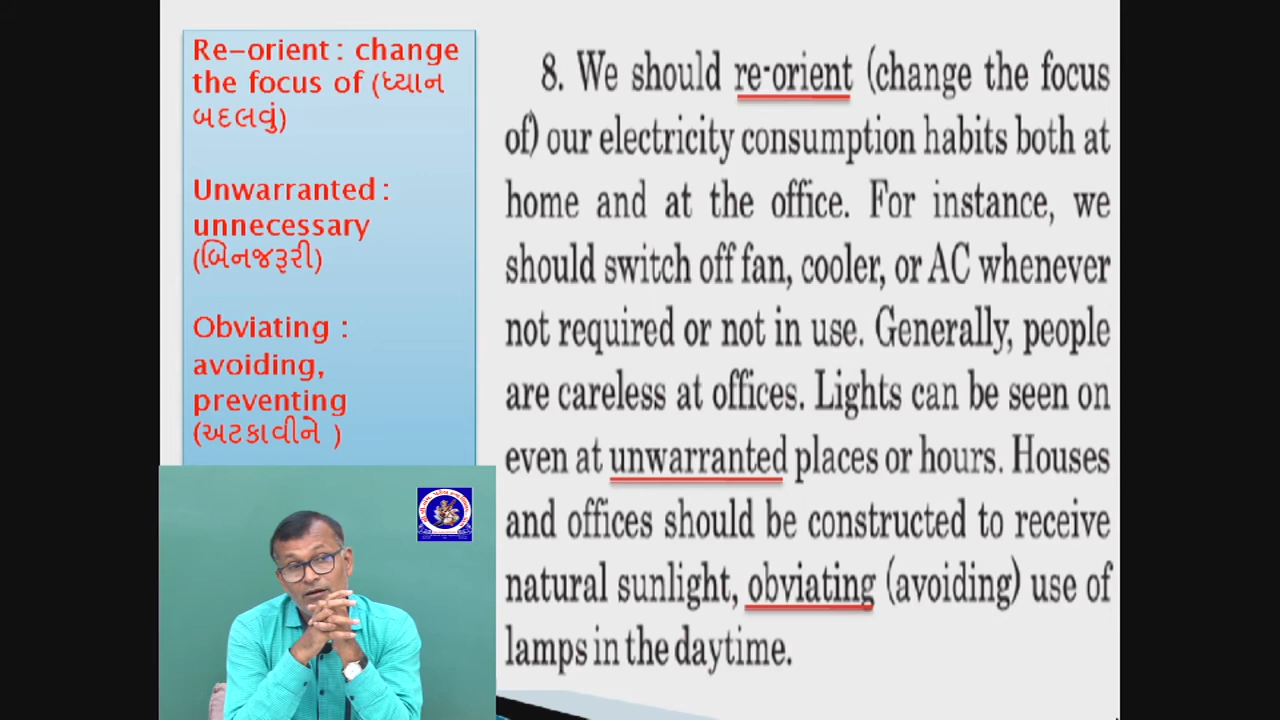 Re-orient : change
the focus of (ધ્યાન
બદલવું)
Unwarranted :
unnecessary
(બિનજરૂરી)
Obviating :
avoiding,
preventing
(અટકાવીને )
8. We should re-orient (change the focus
of) our electricity consumption habits both at
home and at the office. For instance, we
should switch off fan, cooler, or AC whenever
not required or not in use. Generally, people
are careless at offices. Lights can be seen on
even at unwarranted places or hours. Houses
and offices should be constructed to receive
natural sunlight, obviating (avoiding) use of
lamps in the daytime.